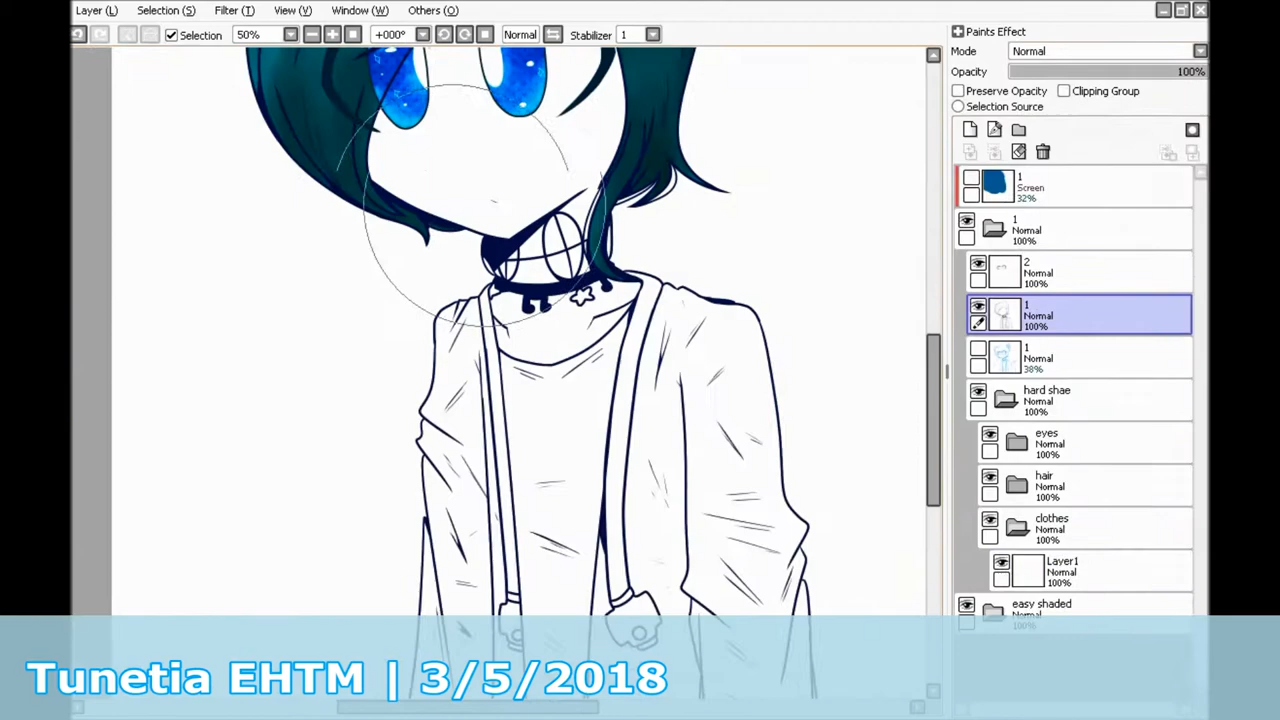 Layer (L) Selection (S) Filter (T) View (V) Window (W) Others (O)
Selection 50% +000° Normal Stabilizer 1
Paints Effect
Mode Normal
Opacity 100%
Preserve Opacity Clipping Group
Selection Source
1
Screen
32%
1
Normal
100%
2
Normal
100%
1
Normal
100%
1
Normal
38%
hard shae
Normal
100%
eyes
Normal
100%
hair
Normal
100%
clothes
Normal
100%
Layer1
Normal
100%
easy shaded
Normal
100%
Tunetia EHTM | 3/5/2018